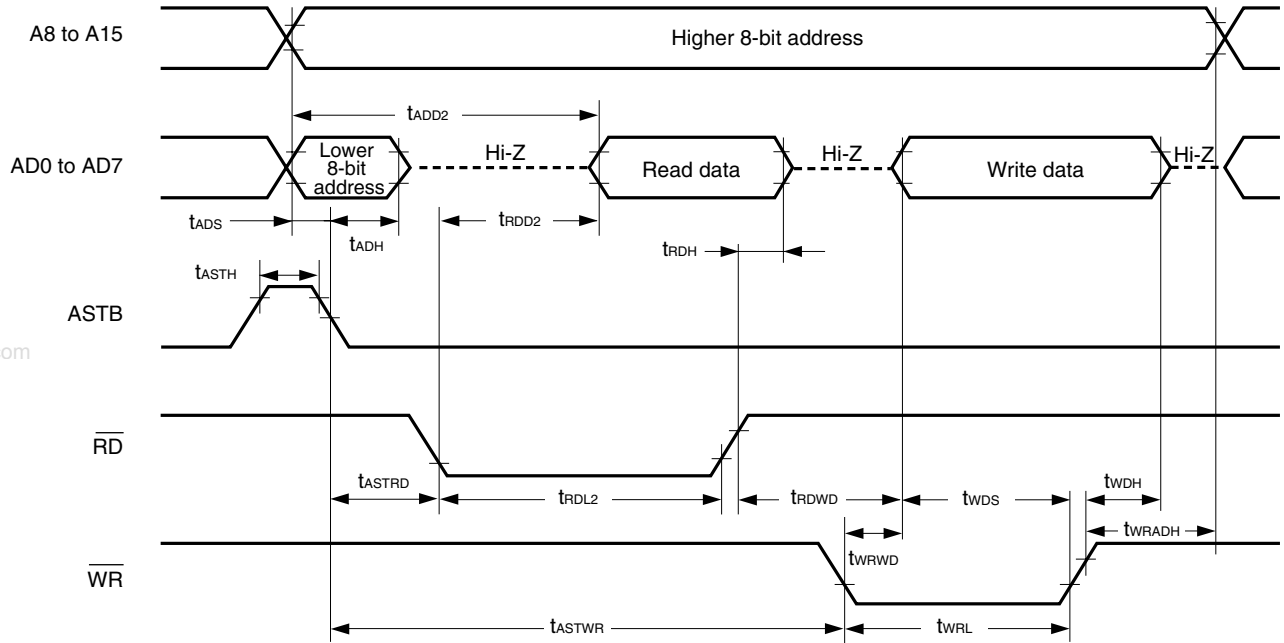 A8 to A15
Higher 8-bit address
tADD2
AD0 to AD7
Lower
8-bit
address
Hi-Z
Read data
Hi-Z
Write data
Hi-Z
tADS
tADH
tRDD2
tRDH
tASTH
ASTB
om
RD
tASTRD
tRDL2
tRDWD
tWDS
tWDH
tWRADH
tWRWD
WR
tASTWR
tWRL